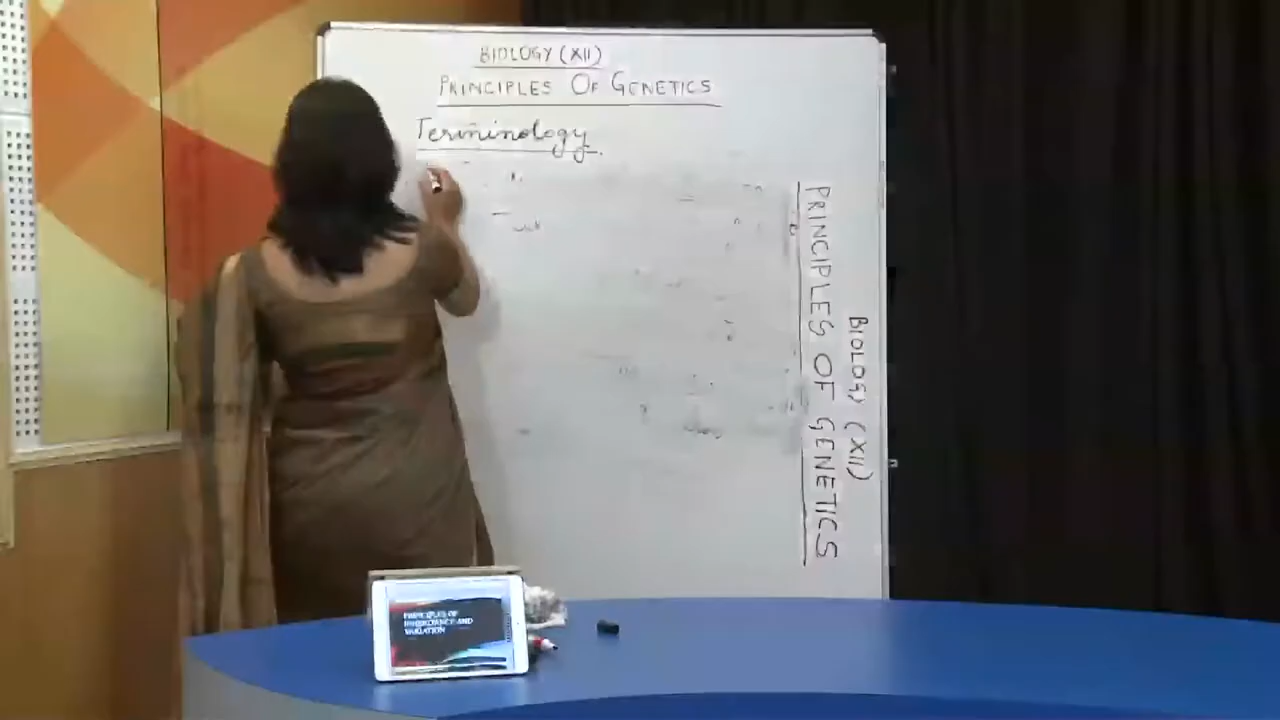 BIOLOGY (XII)
PRINCIPLES OF GENETICS
Terminology
BIOLOGY (XII)
PRINCIPLES OF GENETICS
PRINCIPLES OF
INHERITANCE AND
VARIATION